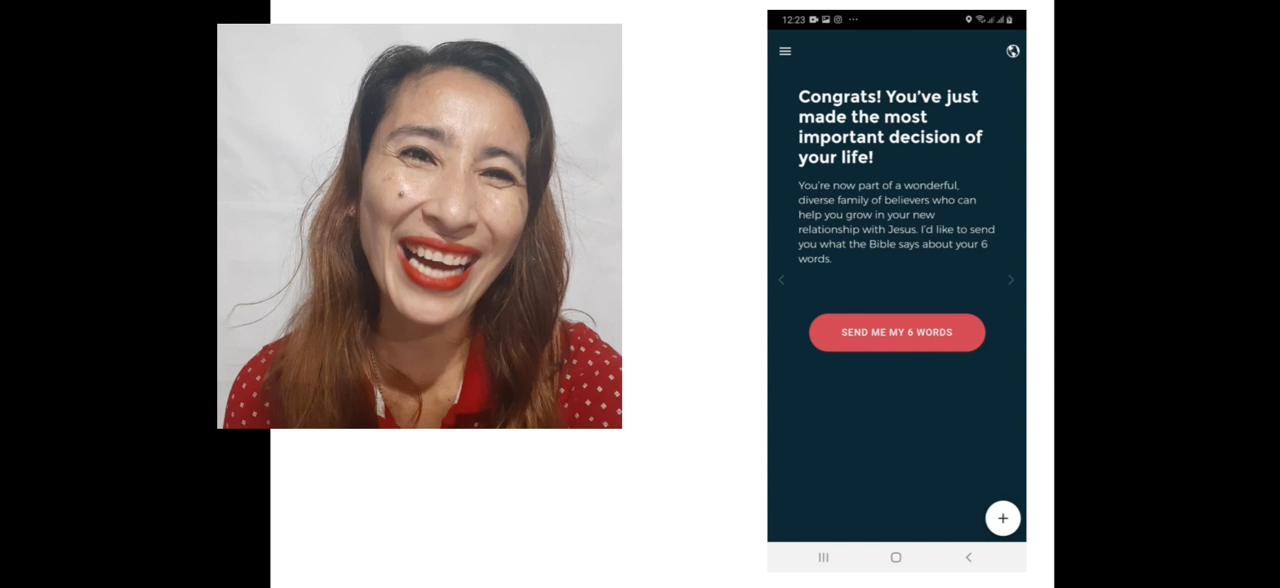 12:23
Congrats! You've just
made the most
important decision of
your life!
You're now part of a wonderful,
diverse family of believers who can
help you grow in your new
relationship with Jesus. I'd like to send
you what the Bible says about your 6
words.
SEND ME MY 6 WORDS